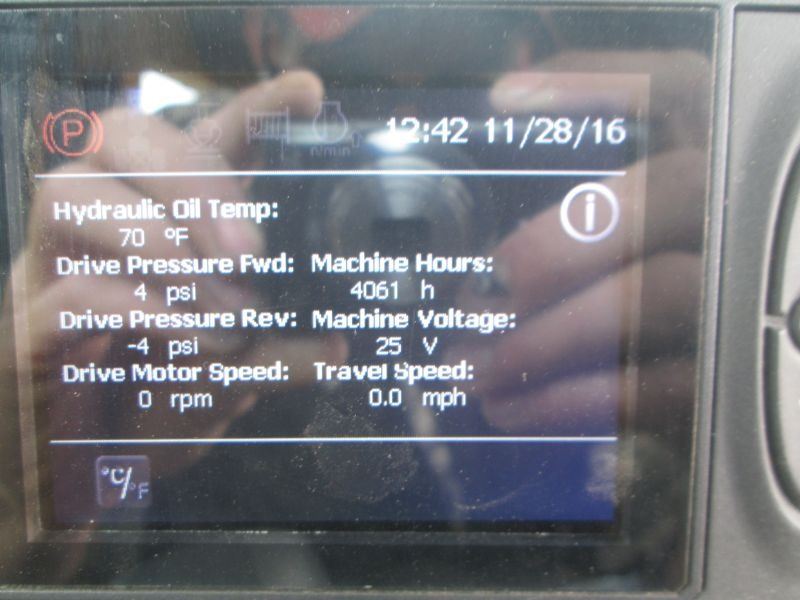 P n/min 12:42 11/28/16
i
Hydraulic Oil Temp:
70 °F
Drive Pressure Fwd: Machine Hours:
4 psi 4061 h
Drive Pressure Rev: Machine Voltage:
-4 psi 25 V
Drive Motor Speed: Travel Speed:
0 rpm 0.0 mph
°C/°F